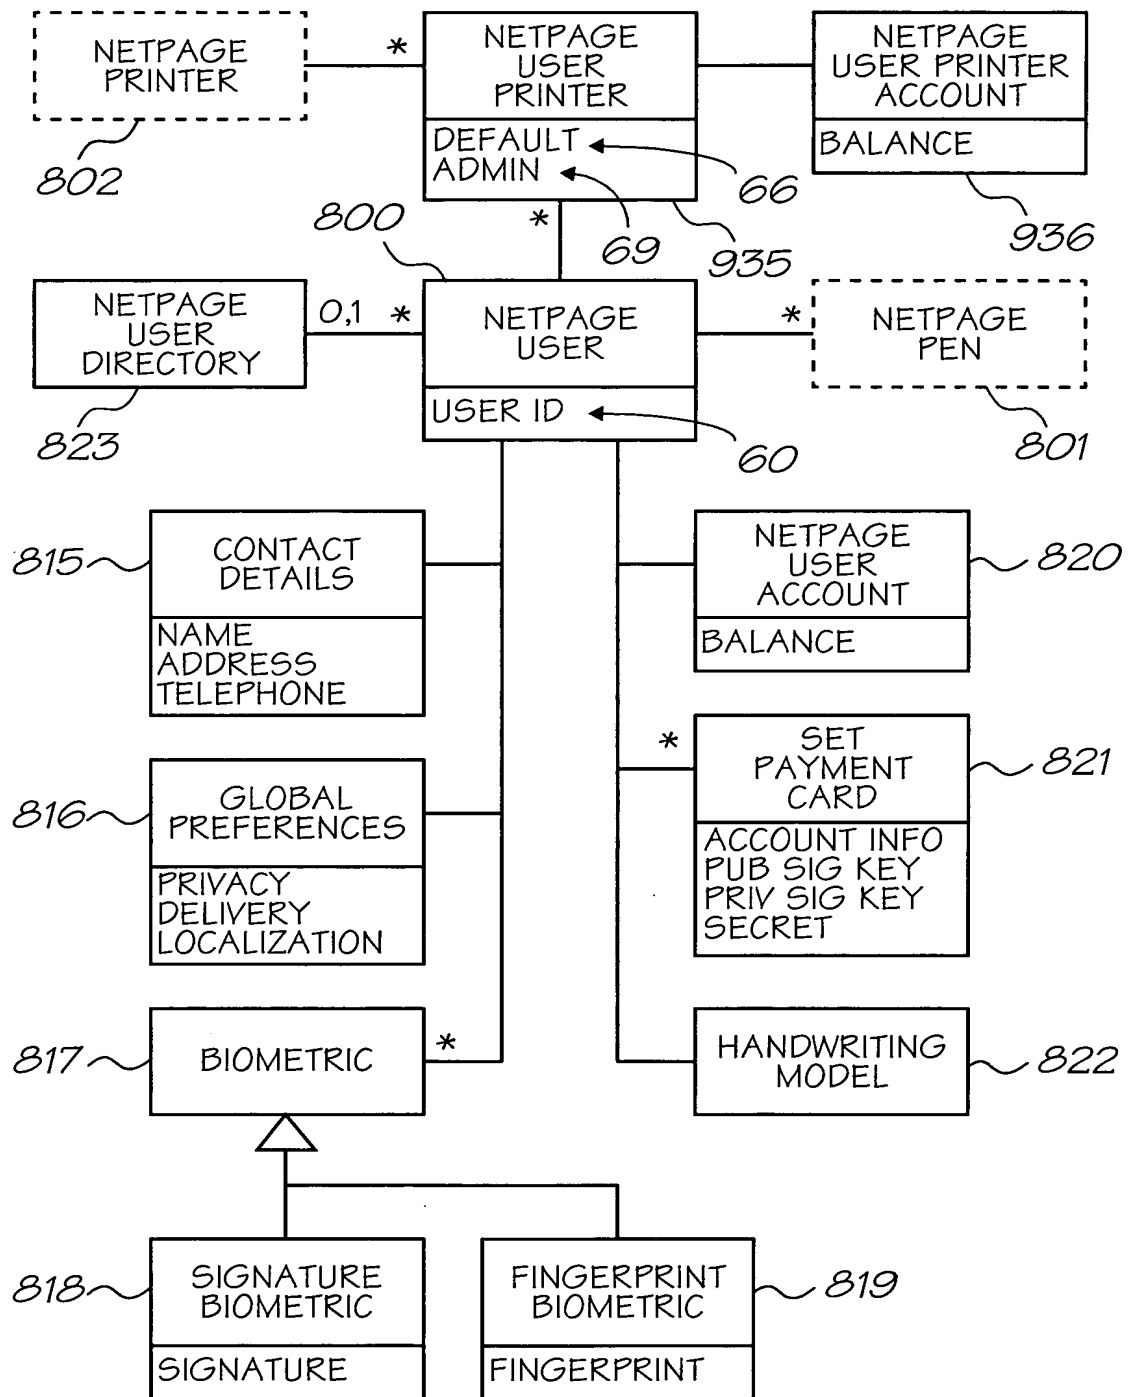 NETPAGE
PRINTER
802
*
NETPAGE
USER
PRINTER
DEFAULT
ADMIN
66
69
935
NETPAGE
USER PRINTER
ACCOUNT
BALANCE
936
*
800
NETPAGE
USER
DIRECTORY
823
0,1
*
NETPAGE
USER
USER ID
60
*
NETPAGE
PEN
801
815
CONTACT
DETAILS
NAME
ADDRESS
TELEPHONE
NETPAGE
USER
ACCOUNT
BALANCE
820
816
GLOBAL
PREFERENCES
PRIVACY
DELIVERY
LOCALIZATION
*
SET
PAYMENT
CARD
ACCOUNT INFO
PUB SIG KEY
PRIV SIG KEY
SECRET
821
817
BIOMETRIC
*
HANDWRITING
MODEL
822
818
SIGNATURE
BIOMETRIC
SIGNATURE
FINGERPRINT
BIOMETRIC
FINGERPRINT
819